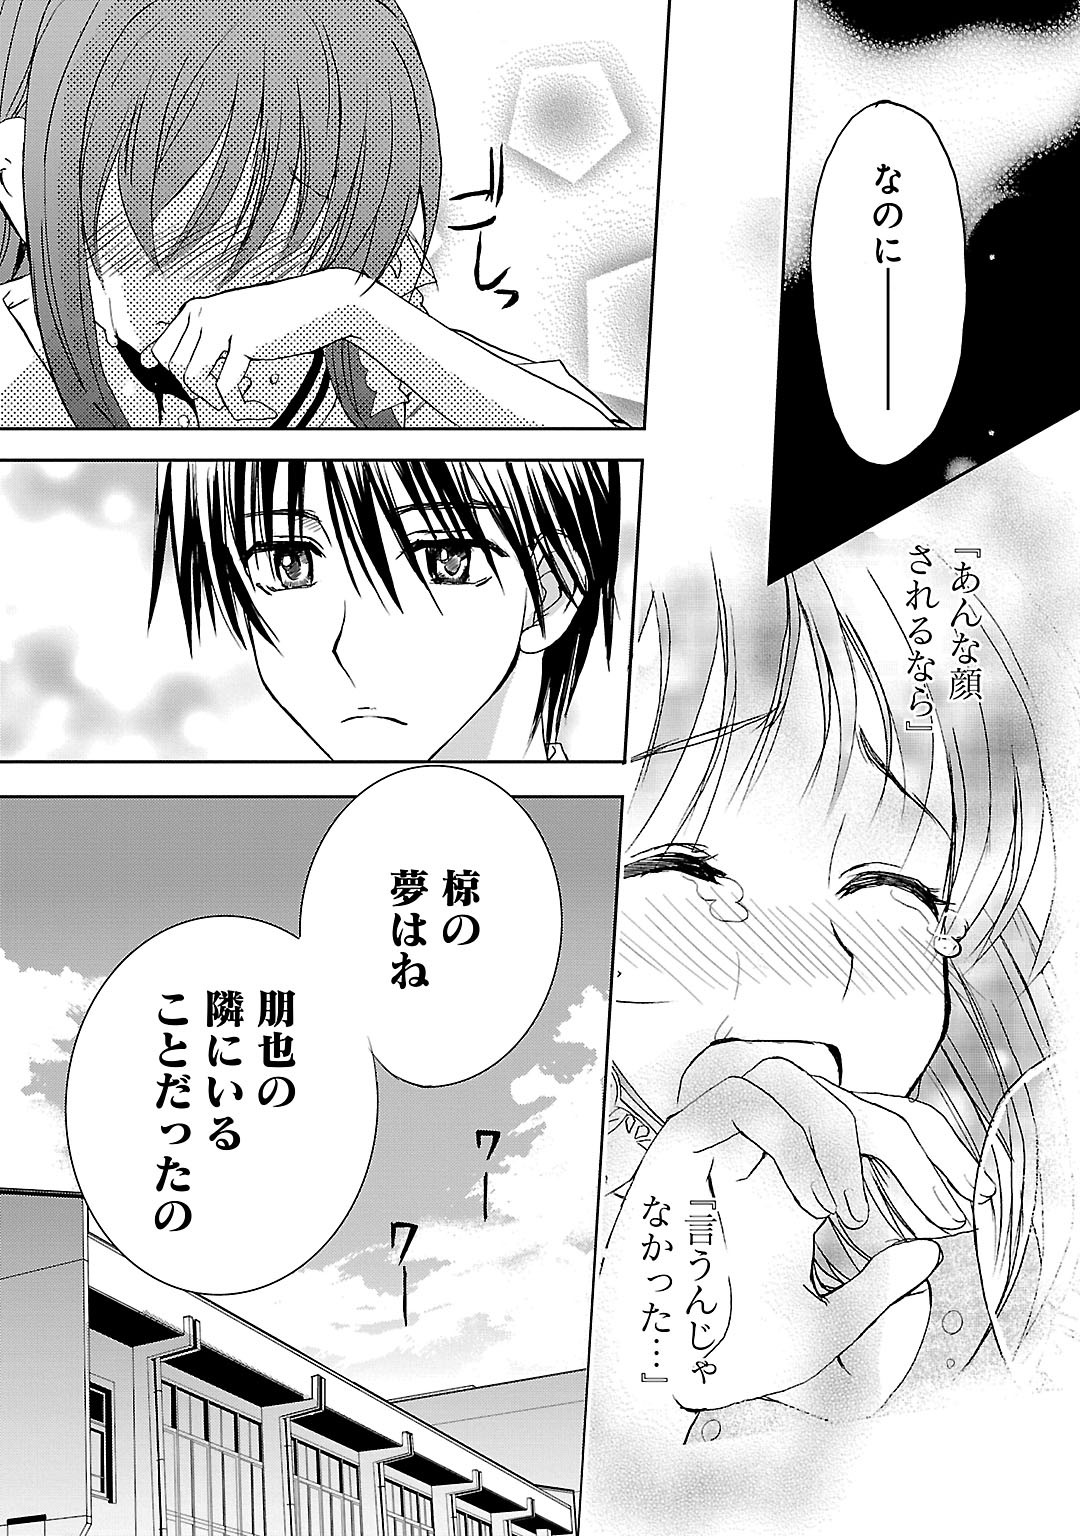 なのに――
『あんな顔
されるなら』
『言うんじゃ
なかった…』
ごしっ
椋の
夢はね
朋也の
隣にいる
ことだったの
ワー
ワー